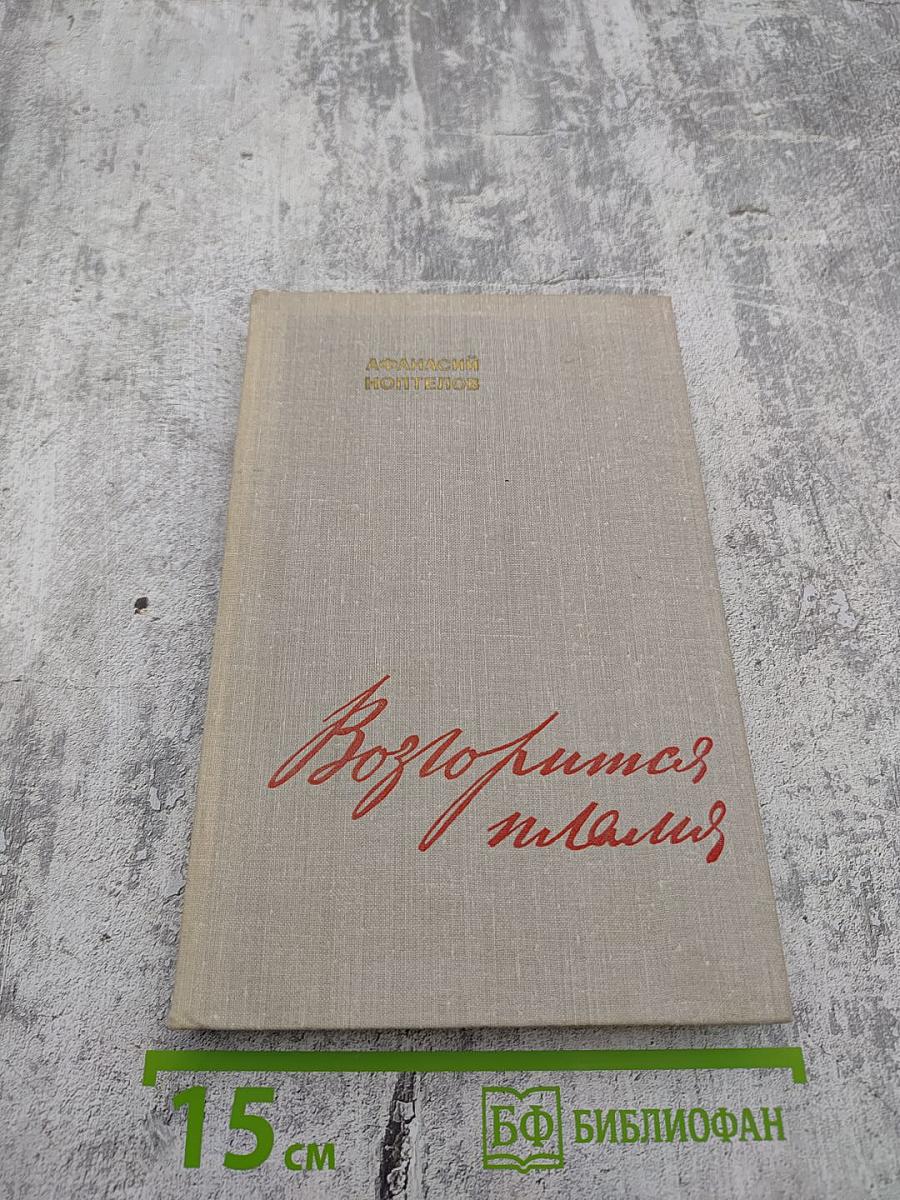 АФАНАСИЙ
КОПТЕЛОВ
Возгорится
пламя
15 см
БФ БИБЛИОФАН